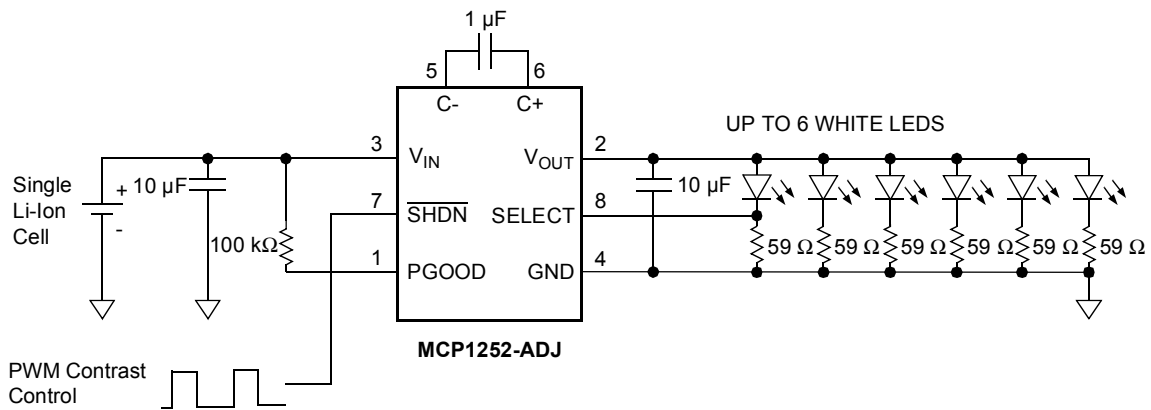 1 µF
5
6
C-
C+
UP TO 6 WHITE LEDS
3
VIN
VOUT
2
Single
Li-Ion
Cell
+
-
10 µF
10 µF
7
SHDN
SELECT
8
100 kΩ
59 Ω
59 Ω
59 Ω
59 Ω
59 Ω
59 Ω
1
PGOOD
GND
4
MCP1252-ADJ
PWM Contrast
Control